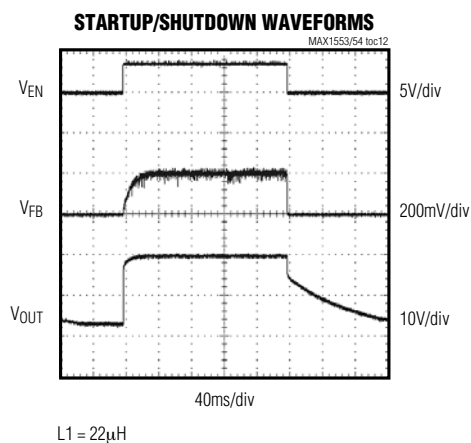 STARTUP/SHUTDOWN WAVEFORMS
MAX1553/54 toc12
VEN
5V/div
VFB
200mV/div
VOUT
10V/div
40ms/div
L1 = 22μH